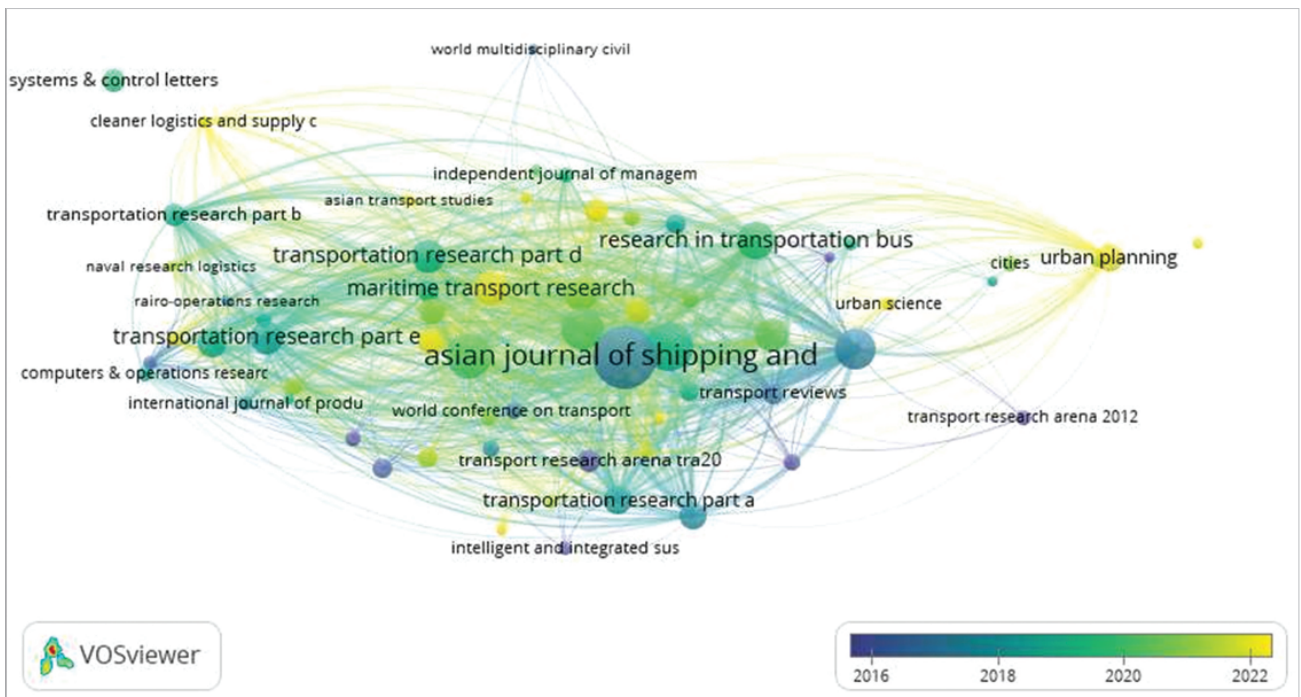 world multidisciplinary civil
systems & control letters
cleaner logistics and supply c
independent journal of managem
asian transport studies
transportation research part b
research in transportation bus
transportation research part d
cities
urban planning
naval research logistics
maritime transport research
rairo-operations research
urban science
transportation research part e
asian journal of shipping and
computers & operations researc
transport reviews
international journal of produ
world conference on transport
transport research arena 2012
transport research arena tra20
transportation research part a
intelligent and integrated sus
VOSviewer
2016
2018
2020
2022